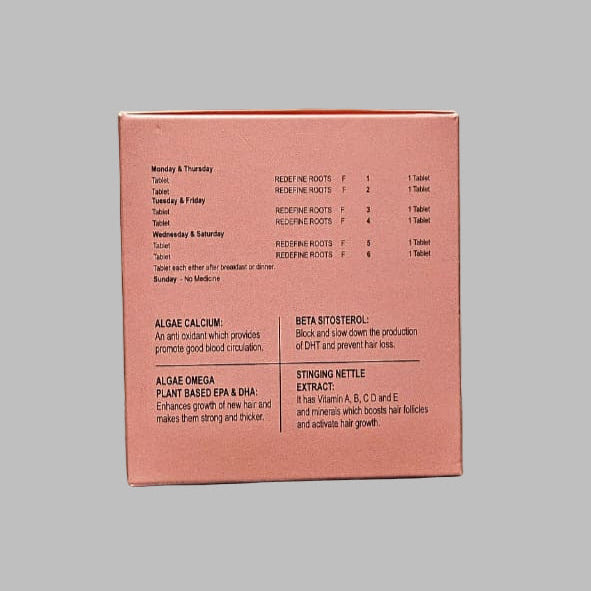 Monday & Thursday
Tablet REDEFINE ROOTS F 1 1 Tablet
Tablet REDEFINE ROOTS F 2 1 Tablet
Tuesday & Friday
Tablet REDEFINE ROOTS F 3 1 Tablet
Tablet REDEFINE ROOTS F 4 1 Tablet
Wednesday & Saturday
Tablet REDEFINE ROOTS F 5 1 Tablet
Tablet REDEFINE ROOTS F 6 1 Tablet
Tablet each ether after breakfast or dinner.
Sunday - No Medicine
ALGAE CALCIUM:
An anti oxidant which provides
promote good blood circulation.
BETA SITOSTEROL:
Block and slow down the production
of DHT and prevent hair loss.
ALGAE OMEGA
PLANT BASED EPA & DHA:
Enhances growth of new hair and
makes them strong and thicker.
STINGING NETTLE
EXTRACT:
It has Vitamin A, B, C D and E
and minerals which boosts hair follicles
and activate hair growth.